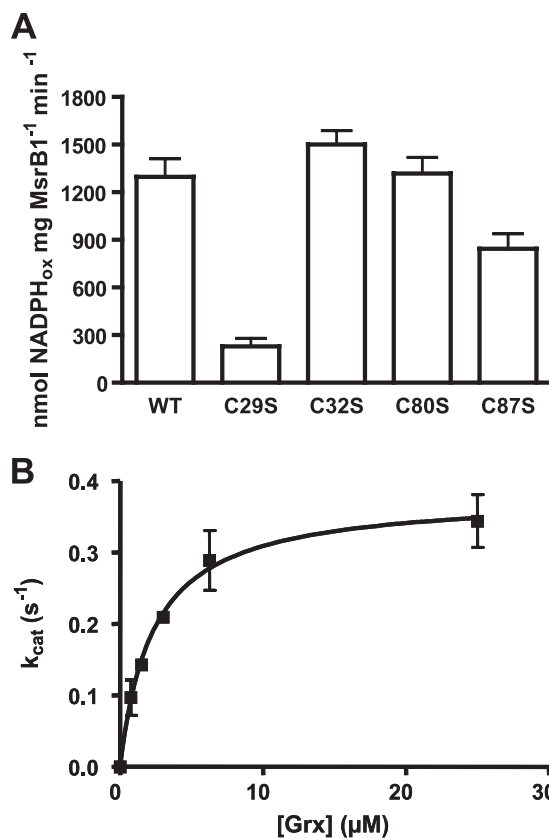 A
nmol NADPHox mg MsrB1-1 min -1
1800
1500
1200
900
600
300
0
WT C29S C32S C80S C87S
B
kcat (s-1)
0.4
0.3
0.2
0.1
0.0
0 10 20 30
[Grx] (µM)